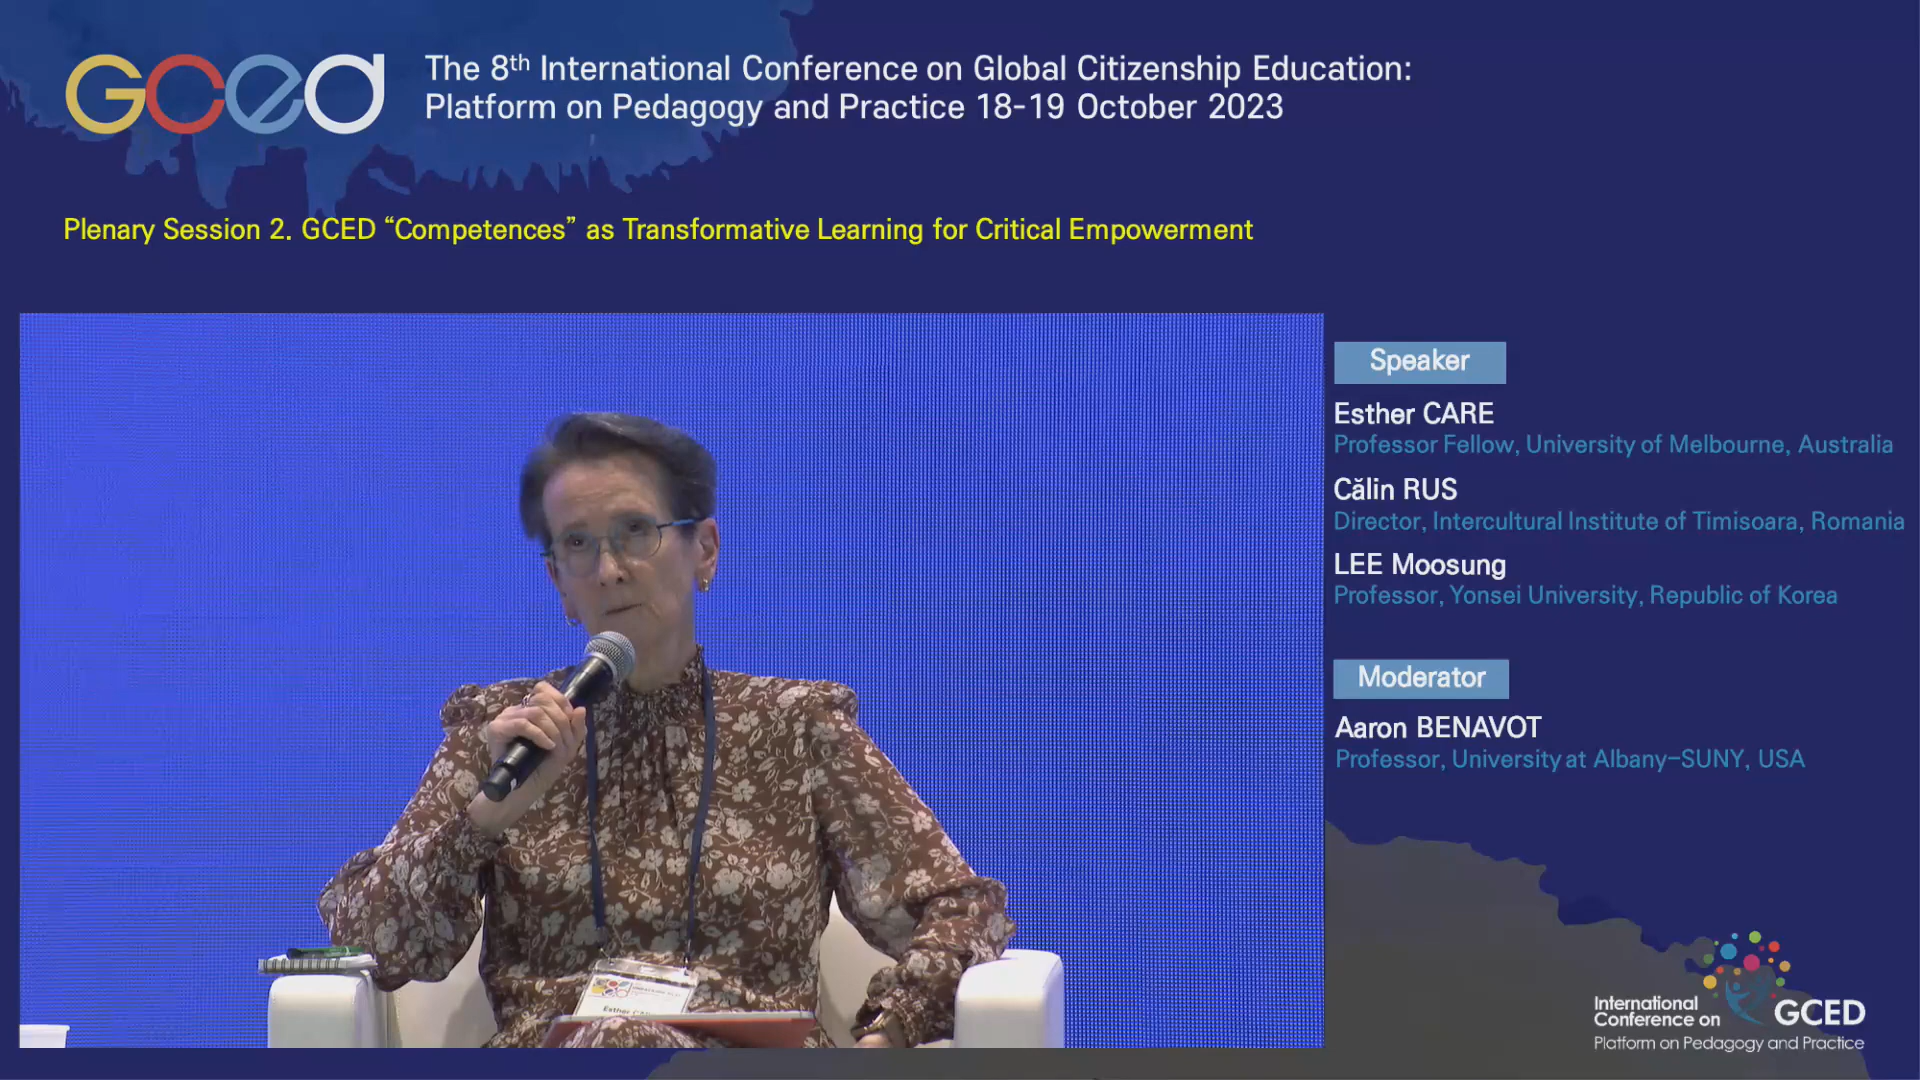 GCed
The 8th International Conference on Global Citizenship Education:
Platform on Pedagogy and Practice 18-19 October 2023
Plenary Session 2. GCED “Competences” as Transformative Learning for Critical Empowerment
Speaker
Esther CARE
Professor Fellow, University of Melbourne, Australia
Călin RUS
Director, Intercultural Institute of Timisoara, Romania
LEE Moosung
Professor, Yonsei University, Republic of Korea
Moderator
Aaron BENAVOT
Professor, University at Albany–SUNY, USA
Esther
International
Conference on GCED
Platform on Pedagogy and Practice